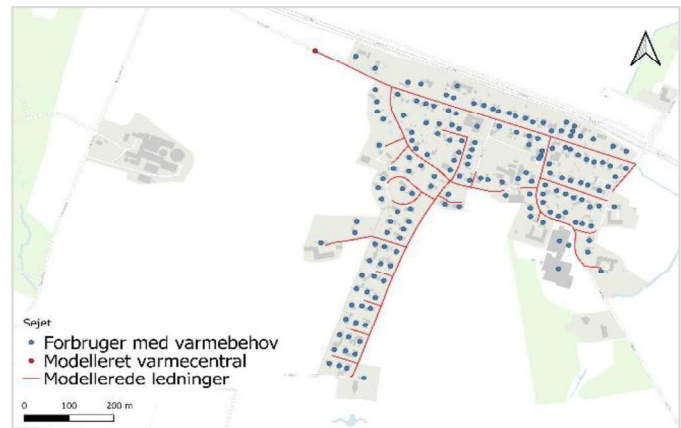 Sejet
Forbruger med varmebehov
Modelleret varmecentral
Modellerede ledninger
0 100 200 m